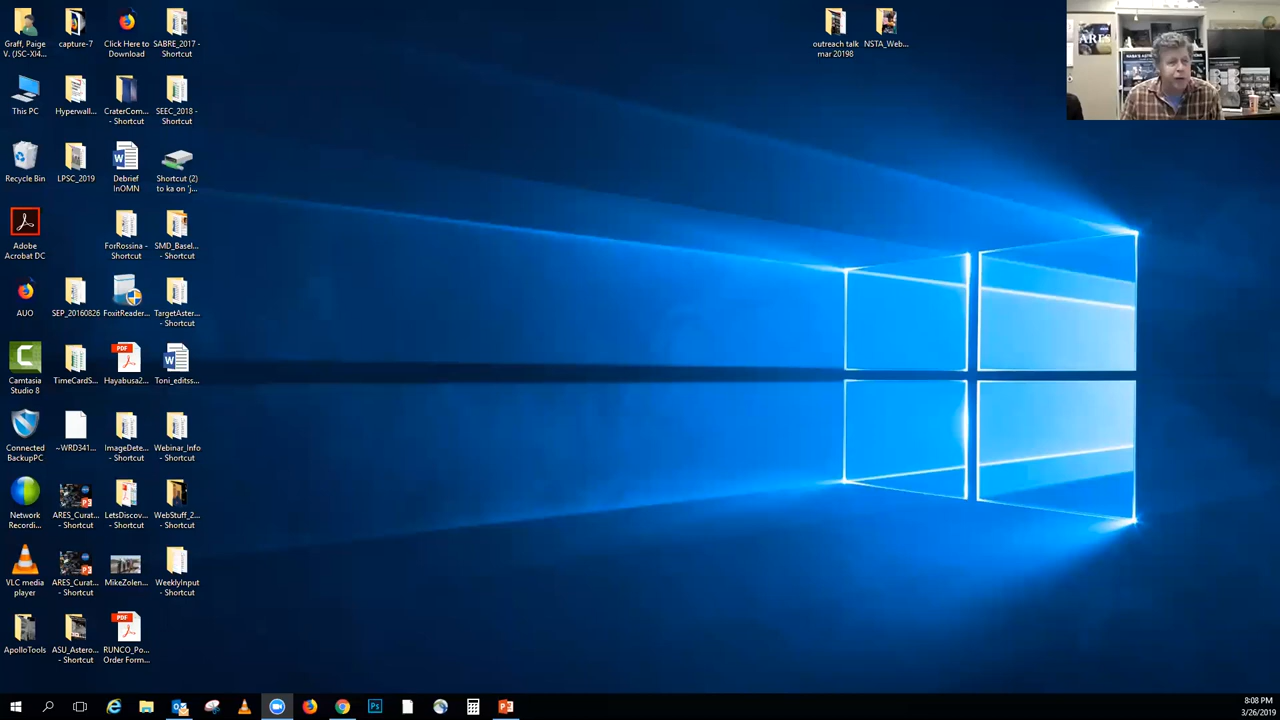 Graff, Paige
V. (JSC-XI4...
capture-7
Click Here to
Download
SABRE_2017 -
Shortcut
outreach talk
mar 20198
NSTA_Web...
ARES
This PC
Hyperwall...
CraterCom...
- Shortcut
SEEC_2018 -
Shortcut
Recycle Bin
LPSC_2019
Debrief
InOMN
Shortcut (2)
to ka on 'j...
Adobe
Acrobat DC
ForRossina -
Shortcut
SMD_Basel...
- Shortcut
AUO
SEP_20160826
FoxitReader...
TargetAster...
- Shortcut
Camtasia
Studio 8
TimeCardS...
- Shortcut
PDF
Hayabusa2...
Toni_editss...
Connected
BackupPC
~WRD341...
ImageDete...
- Shortcut
Webinar_Info
- Shortcut
Network
Recordi...
ARES_Curat...
- Shortcut
LetsDiscov...
- Shortcut
WebStuff_2...
- Shortcut
VLC media
player
ARES_Curat...
- Shortcut
MikeZolen...
WeeklyInput
- Shortcut
ApolloTools
ASU_Astero...
- Shortcut
PDF
RUNCO_Po...
Order Form...
8:08 PM
3/26/2019